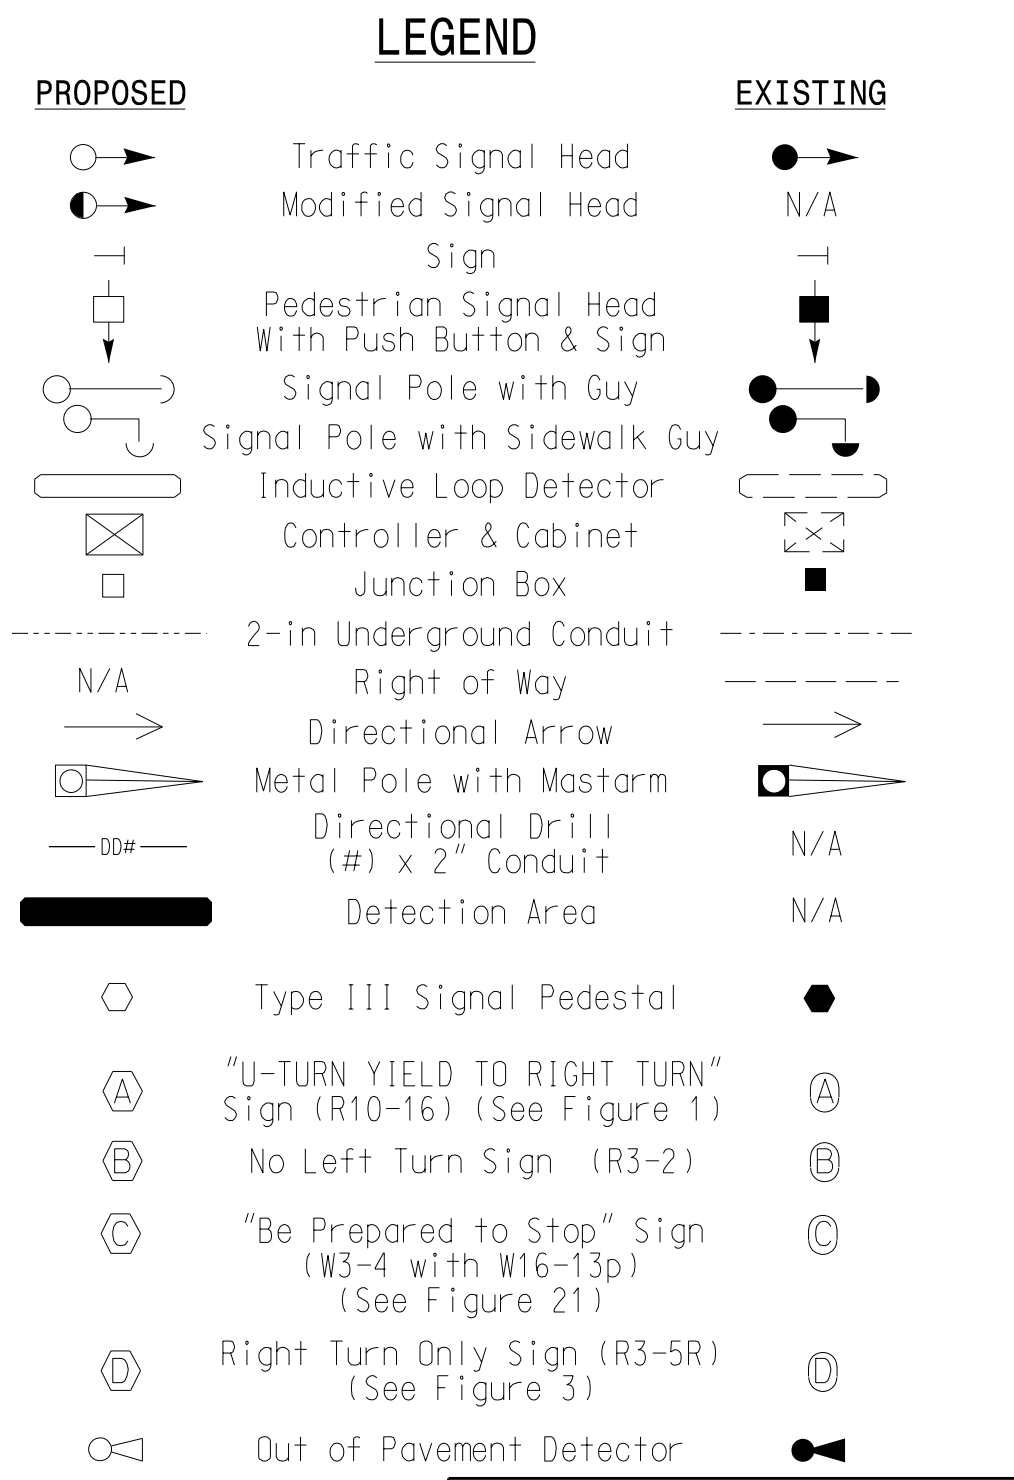 LEGEND
PROPOSED EXISTING
Traffic Signal Head
Modified Signal Head N/A
Sign
Pedestrian Signal Head
With Push Button & Sign
Signal Pole with Guy
Signal Pole with Sidewalk Guy
Inductive Loop Detector
Controller & Cabinet
Junction Box
2-in Underground Conduit
N/A Right of Way
Directional Arrow
Metal Pole with Mastarm
Directional Drill
DD# (#) x 2" Conduit N/A
Detection Area N/A
Type III Signal Pedestal
"U-TURN YIELD TO RIGHT TURN"
A Sign (R10-16) (See Figure 1) A
B No Left Turn Sign (R3-2) B
C "Be Prepared to Stop" Sign C
(W3-4 with W16-13p)
(See Figure 21)
Right Turn Only Sign (R3-5R)
D (See Figure 3) D
Out of Pavement Detector